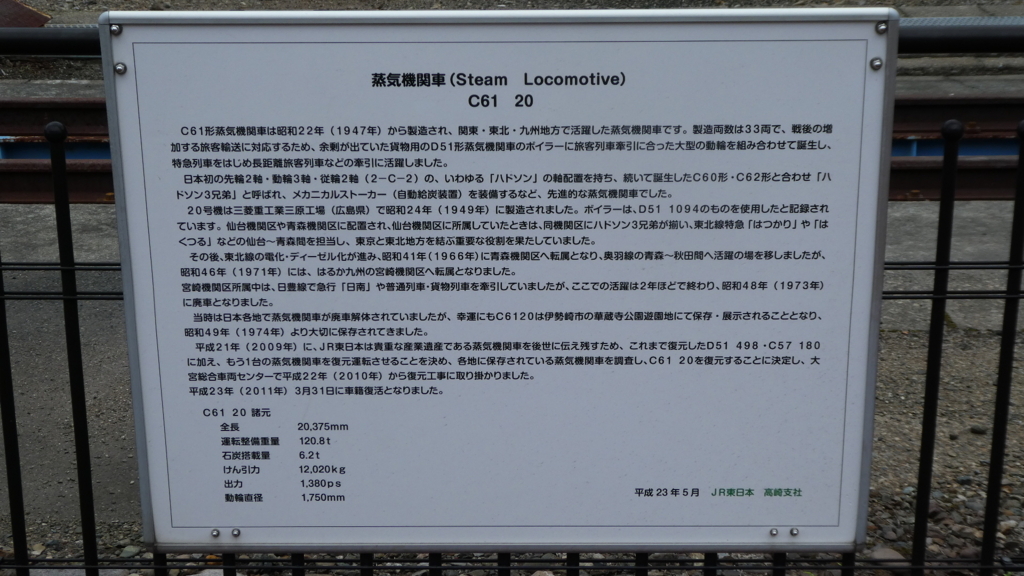 蒸気機関車(Steam Locomotive)
C61 20
C61形蒸気機関車は昭和22年(1947年)から製造され、関東・東北・九州地方で活躍した蒸気機関車です。製造両数は33両で、戦後の増
加する旅客輸送に対応するため、余剰が出ていた貨物用のD51形蒸気機関車のボイラーに旅客列車牽引に合った大型の動輪を組み合わせて誕生し、
特急列車をはじめ長距離旅客列車などの牽引に活躍しました。
日本初の先輪2軸・動輪3軸・従輪2軸(2-C-2)の、いわゆる「ハドソン」の軸配置を持ち、続いて誕生したC60形・C62形と合わせ「ハ
ドソン3兄弟」と呼ばれ、メカニカルストーカー(自動給炭装置)を装備するなど、先進的な蒸気機関車でした。
20号機は三菱重工業三原工場(広島県)で昭和24年(1949年)に製造されました。ボイラーは、D51 1094のものを使用したと記録され
ています。仙台機関区や青森機関区に配置され、仙台機関区に所属していたときは、同機関区にハドソン3兄弟が揃い、東北線特急「はつかり」や「は
くつる」などの仙台~青森間を担当し、東京と東北地方を結ぶ重要な役割を果たしていました。
その後、東北線の電化・ディーゼル化が進み、昭和41年(1966年)に青森機関区へ転属となり、奥羽線の青森~秋田間へ活躍の場を移しましたが、
昭和46年(1971年)には、はるか九州の宮崎機関区へ転属となりました。
宮崎機関区所属中は、日豊線で急行「日南」や普通列車・貨物列車を牽引していましたが、ここでの活躍は2年ほどで終わり、昭和48年(1973年)
に廃車となりました。
当時は日本各地で蒸気機関車が廃車解体されていましたが、幸運にもC6120は伊勢崎市の華蔵寺公園遊園地にて保存・展示されることとなり、
昭和49年(1974年)より大切に保存されてきました。
平成21年(2009年)に、JR東日本は貴重な産業遺産である蒸気機関車を後世に伝え残すため、これまで復元したD51 498・C57 180
に加え、もう1台の蒸気機関車を復元運転させることを決め、各地に保存されている蒸気機関車を調査し、C61 20を復元することに決定し、大
宮総合車両センターで平成22年(2010年)から復元工事に取り掛かりました。
平成23年(2011年)3月31日に車籍復活となりました。
C61 20 諸元
全長 20,375mm
運転整備重量 120.8t
石炭搭載量 6.2t
けん引力 12,020kg
出力 1,380ps
動輪直径 1,750mm
平成23年5月 JR東日本 高崎支社